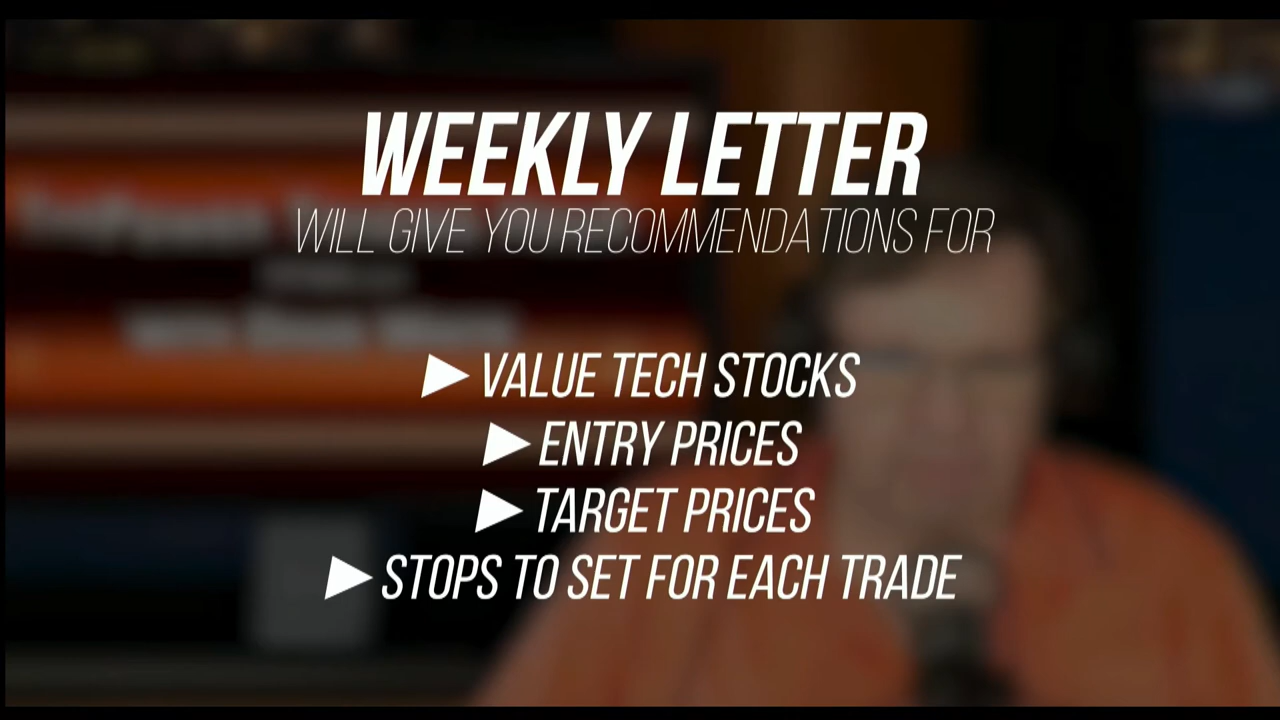 WEEKLY LETTER
WILL GIVE YOU RECOMMENDATIONS FOR
▶ VALUE TECH STOCKS
▶ ENTRY PRICES
▶ TARGET PRICES
▶ STOPS TO SET FOR EACH TRADE